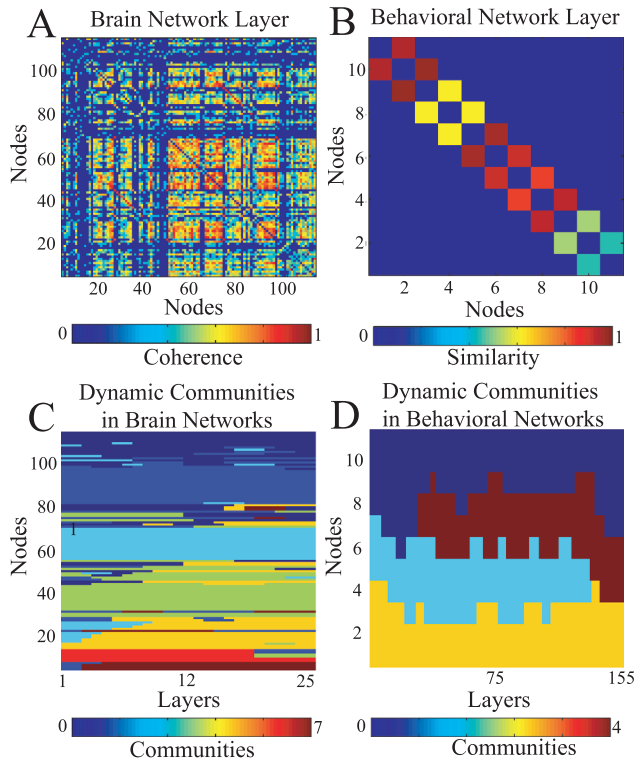 A
Brain Network Layer
Nodes
100
80
60
40
20
20 40 60 80 100
Nodes
0 1
Coherence
B
Behavioral Network Layer
Nodes
10
8
6
4
2
2 4 6 8 10
Nodes
0 1
Similarity
C
Dynamic Communities
in Brain Networks
Nodes
100
80
60
40
20
1
1 12 25
Layers
0 7
Communities
D
Dynamic Communities
in Behavioral Networks
Nodes
10
8
6
4
2
75 155
Layers
0 4
Communities